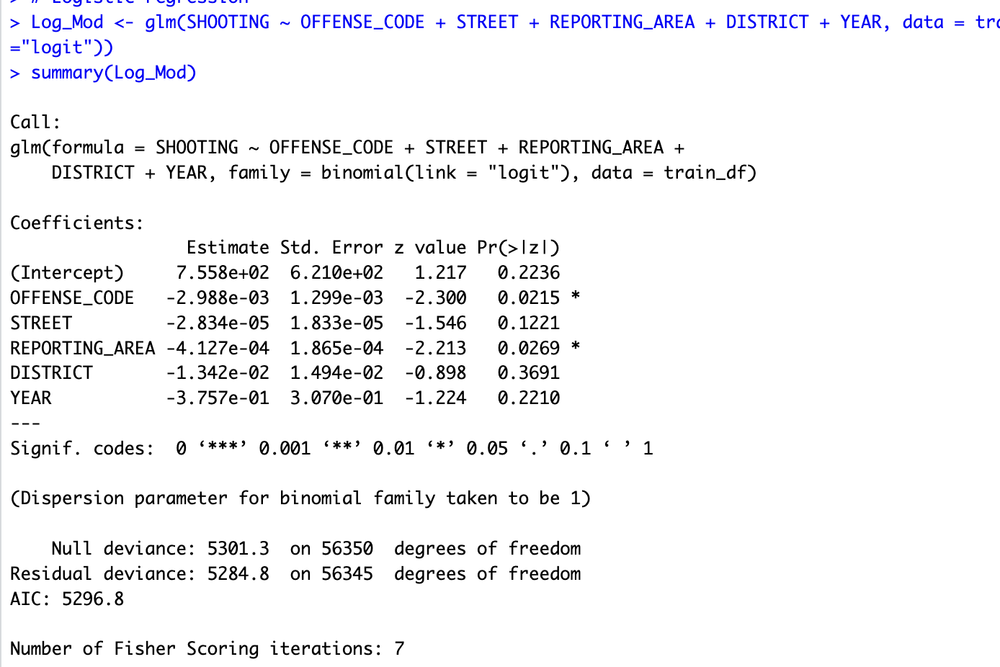 > # Logistic regression
> Log_Mod <- glm(SHOOTING ~ OFFENSE_CODE + STREET + REPORTING_AREA + DISTRICT + YEAR, data =
="logit"))
> summary(Log_Mod)
Call:
glm(formula = SHOOTING ~ OFFENSE_CODE + STREET + REPORTING_AREA +
    DISTRICT + YEAR, family = binomial(link = "logit"), data = train_df)
Coefficients:
                 Estimate Std. Error z value Pr(>|z|)
(Intercept)     7.558e+02  6.210e+02   1.217   0.2236
OFFENSE_CODE   -2.988e-03  1.299e-03  -2.300   0.0215 *
STREET         -2.834e-05  1.833e-05  -1.546   0.1221
REPORTING_AREA -4.127e-04  1.865e-04  -2.213   0.0269 *
DISTRICT       -1.342e-02  1.494e-02  -0.898   0.3691
YEAR           -3.757e-01  3.070e-01  -1.224   0.2210
---
Signif. codes:  0 ‘***’ 0.001 ‘**’ 0.01 ‘*’ 0.05 ‘.’ 0.1 ‘ ’ 1
(Dispersion parameter for binomial family taken to be 1)
    Null deviance: 5301.3  on 56350  degrees of freedom
Residual deviance: 5284.8  on 56345  degrees of freedom
AIC: 5296.8
Number of Fisher Scoring iterations: 7